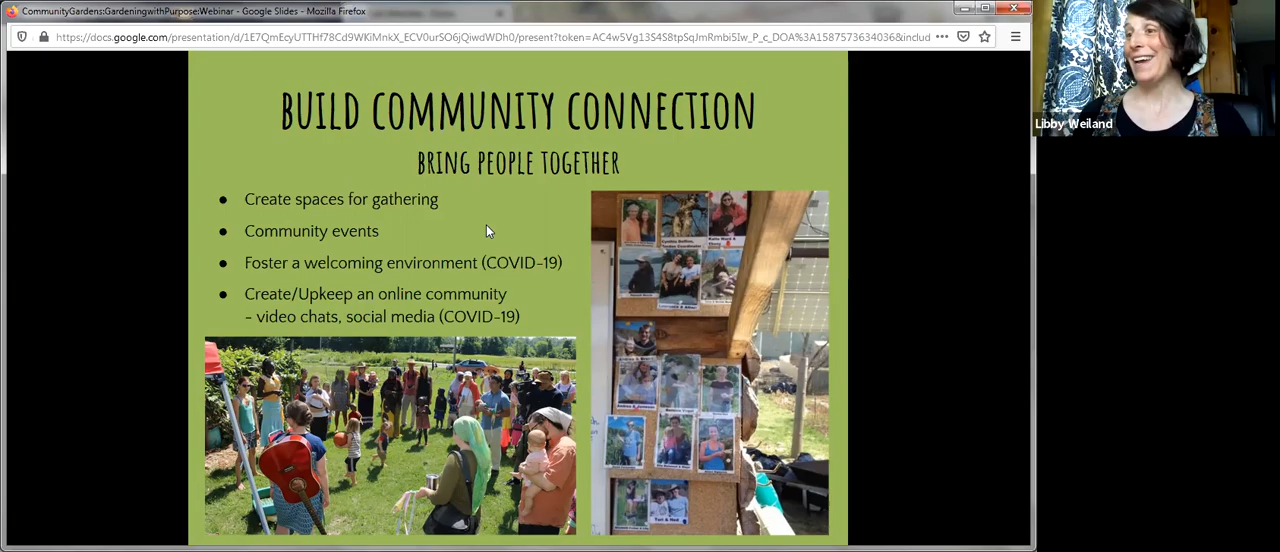 CommunityGardens:GardeningwithPurpose:Webinar - Google Slides - Mozilla Firefox
https://docs.google.com/presentation/d/1E7QmEcyUTTHf78Cd9WKiMnkX_ECV0urSGtjQiwdWDh0/present?token=AC4w5Vg13S4S8tpSqJmRmbi5Iw_P_c_DOA%3A1587573634036&includ
Libby Weiland
BUILD COMMUNITY CONNECTION
BRING PEOPLE TOGETHER
• Create spaces for gathering
• Community events
• Foster a welcoming environment (COVID-19)
• Create/Upkeep an online community
- video chats, social media (COVID-19)